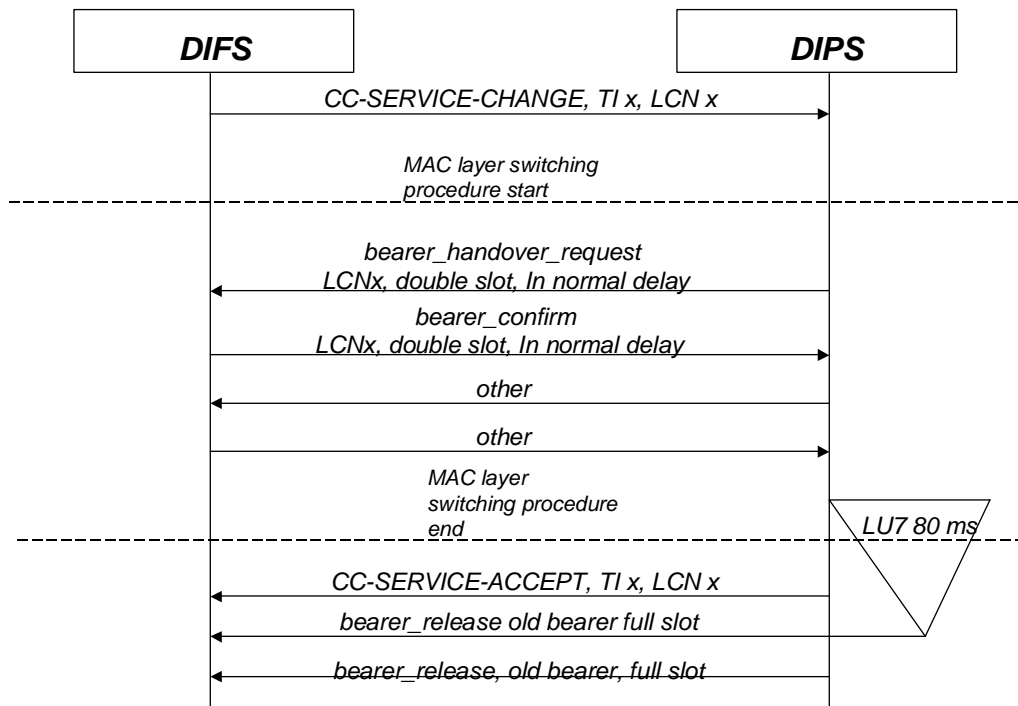 DIFS
DIPS
CC-SERVICE-CHANGE, TI x, LCN x
MAC layer switching
procedure start
bearer_handover_request
LCNx, double slot, In normal delay
bearer_confirm
LCNx, double slot, In normal delay
other
other
MAC layer
switching procedure
end
LU7 80 ms
CC-SERVICE-ACCEPT, TI x, LCN x
bearer_release old bearer full slot
bearer_release, old bearer, full slot